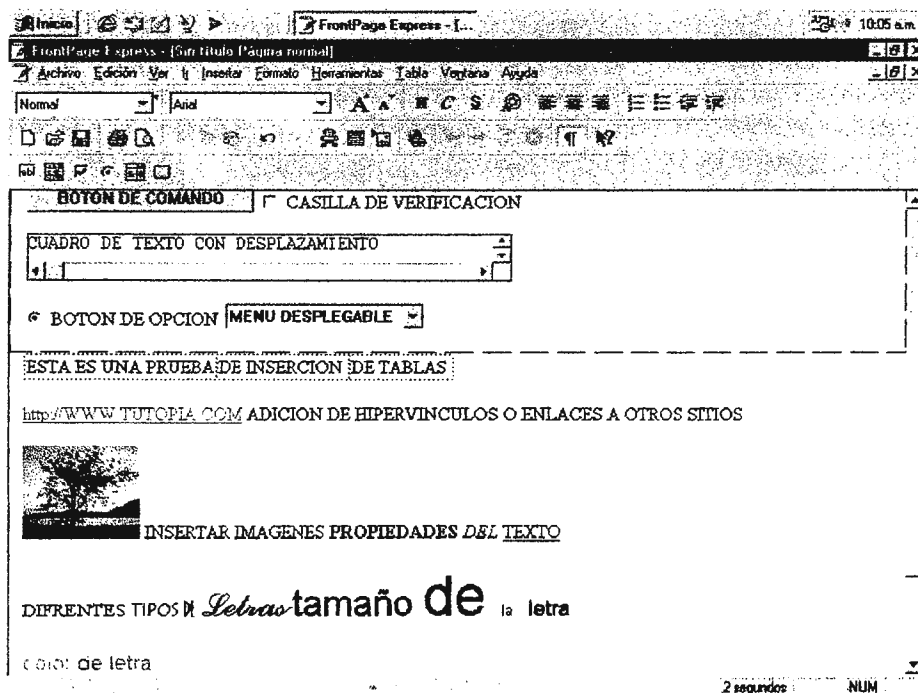 Inicio FrontPage Express - [... 10:05 a.m.
FrontPage Express - [Sin título Página normal]
Archivo Edición Ver Ir Insertar Formato Herramientas Tabla Ventana Ayuda
Normal Arial
BOTON DE COMANDO CASILLA DE VERIFICACION
CUADRO DE TEXTO CON DESPLAZAMIENTO
BOTON DE OPCION MENU DESPLEGABLE
ESTA ES UNA PRUEBA DE INSERCION DE TABLAS
http://WWW.TUTOPIA.COM ADICION DE HIPERVINCULOS O ENLACES A OTROS SITIOS
INSERTAR IMAGENES PROPIEDADES DEL TEXTO
DIFRENTES TIPOS Letras tamaño de la letra
color de letra
2 segundos NUM